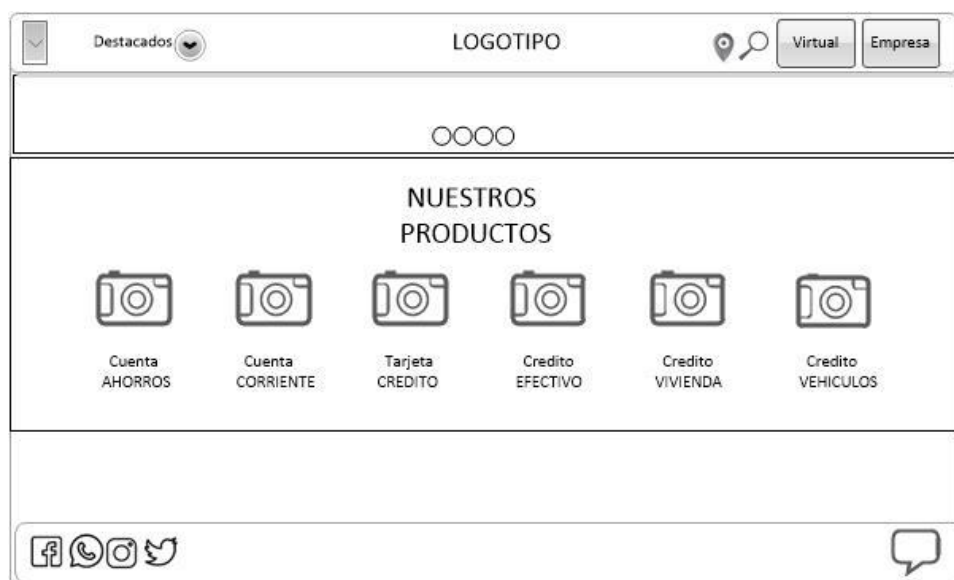 Destacados
LOGOTIPO
Virtual
Empresa
NUESTROS
PRODUCTOS
Cuenta
AHORROS
Cuenta
CORRIENTE
Tarjeta
CREDITO
Credito
EFECTIVO
Credito
VIVIENDA
Credito
VEHICULOS